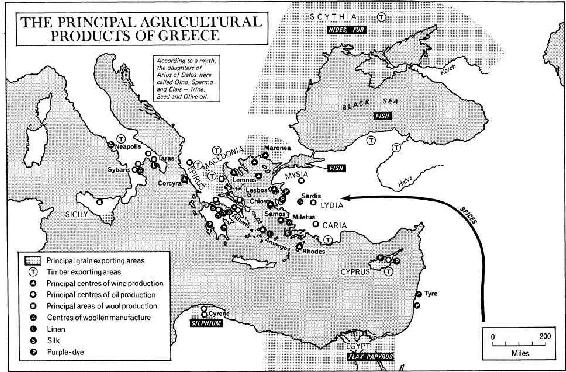 THE PRINCIPAL AGRICULTURAL
PRODUCTS OF GREECE
SCYTHIA
T
HIDES, FUR
According to a myth,
the daughters of
Anius of Delos were
called Oino, Spermo
and Elais – Wine,
Seed and Olive oil.
BLACK SEA
FISH
Neapolis
T
Taras
Sybaris
Corcyra
SICILY
T
MACEDONIA
Maronea
Lemnos
Lesbos
Chios
Samos
Miletus
Rhodes
MYSIA
FISH
Sardis
LYDIA
CARIA
T
T
T
Halys
SPICES
CYPRUS
T
Tyre
Cyrene
SILPHIUM
EGYPT
FLAX PAPYRUS
Principal grain exporting areas
T Timber exporting areas
Principal centres of wine production
Principal centres of oil production
Principal areas of wool production
Centres of woollen manufacture
Linen
Silk
Purple-dye
0 200
Miles